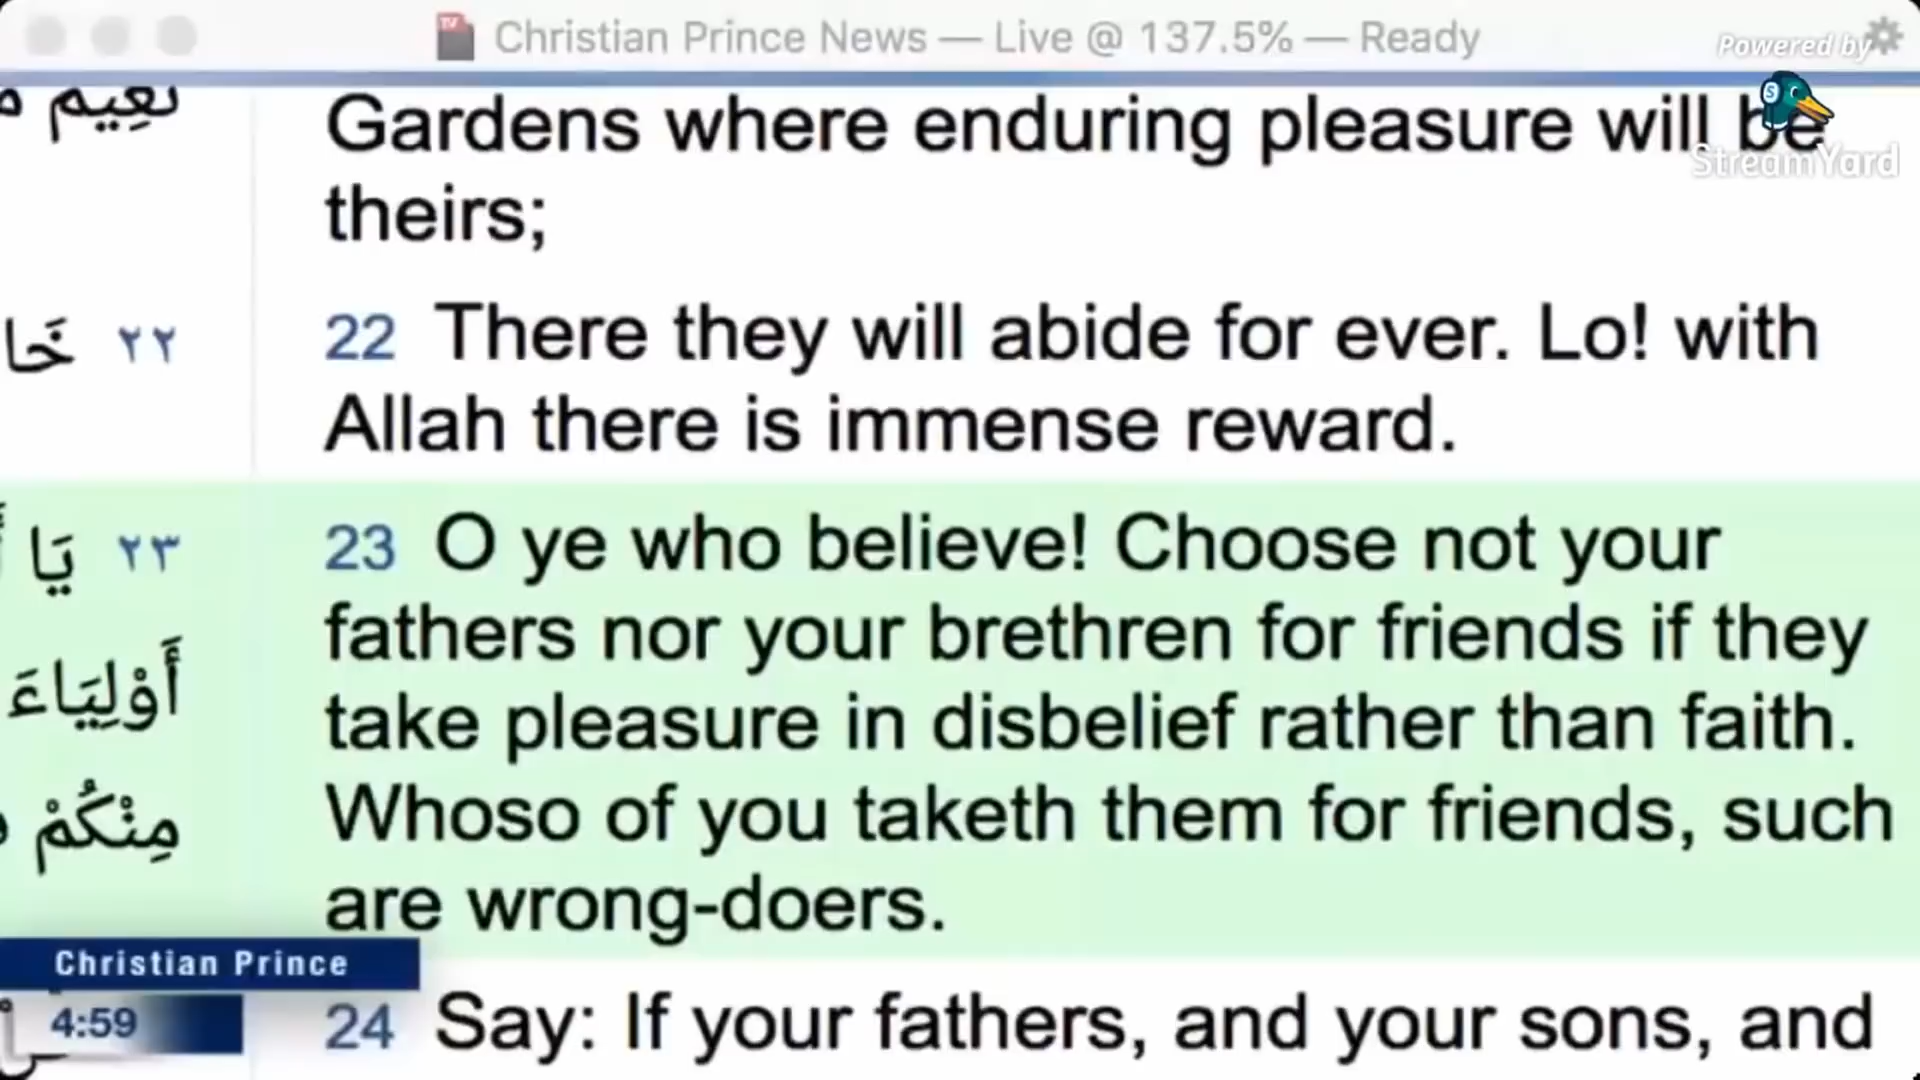 Christian Prince News — Live @ 137.5% — Ready
Powered by
StreamYard
نَعِيم
Gardens where enduring pleasure will be
theirs;
٢٢
22 There they will abide for ever. Lo! with
Allah there is immense reward.
٢٣ يَا
23 O ye who believe! Choose not your
fathers nor your brethren for friends if they
أَوْلِيَاءَ
take pleasure in disbelief rather than faith.
مِنْكُمْ
Whoso of you taketh them for friends, such
are wrong-doers.
Christian Prince
4:59
24 Say: If your fathers, and your sons, and